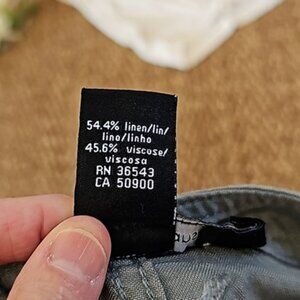 54.4% linen/lin/
lino/linho
45.6% viscose/
viscosa
RN 36543
CA 50900